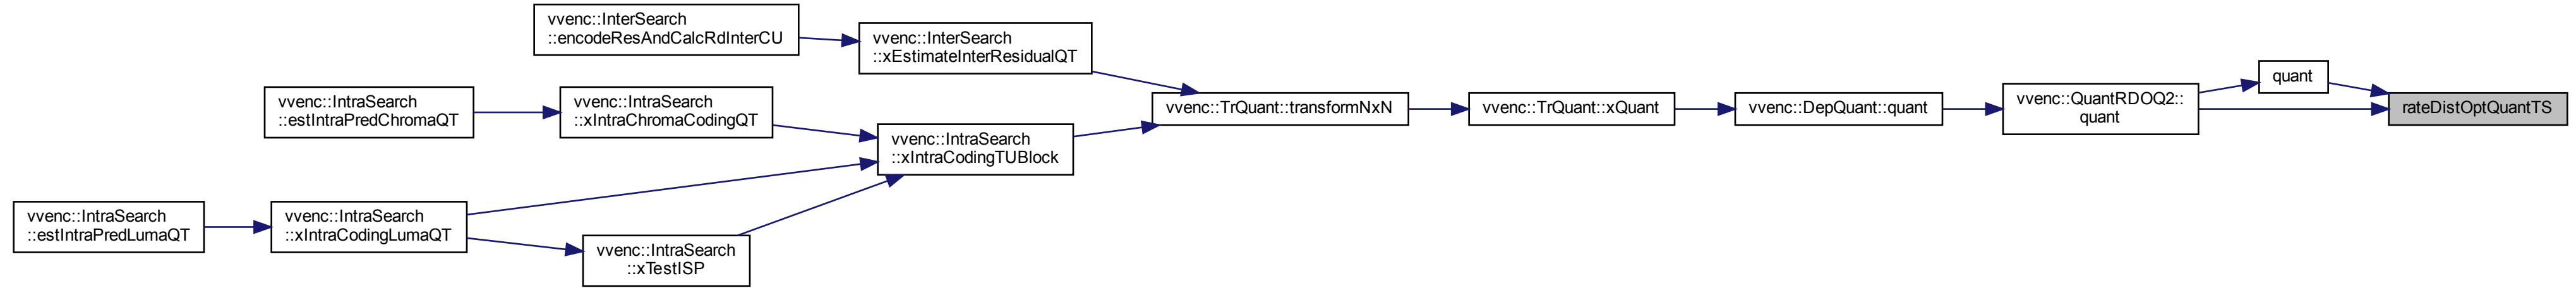 vvenc::InterSearch
::encodeResAndCalcRdInterCU
vvenc::InterSearch
::xEstimateInterResidualQT
vvenc::IntraSearch
::estIntraPredChromaQT
vvenc::IntraSearch
::xIntraChromaCodingQT
vvenc::IntraSearch
::xIntraCodingTUBlock
vvenc::TrQuant::transformNxN
vvenc::TrQuant::xQuant
vvenc::DepQuant::quant
vvenc::QuantRDOQ2::
quant
quant
rateDistOptQuantTS
vvenc::IntraSearch
::estIntraPredLumaQT
vvenc::IntraSearch
::xIntraCodingLumaQT
vvenc::IntraSearch
::xTestISP